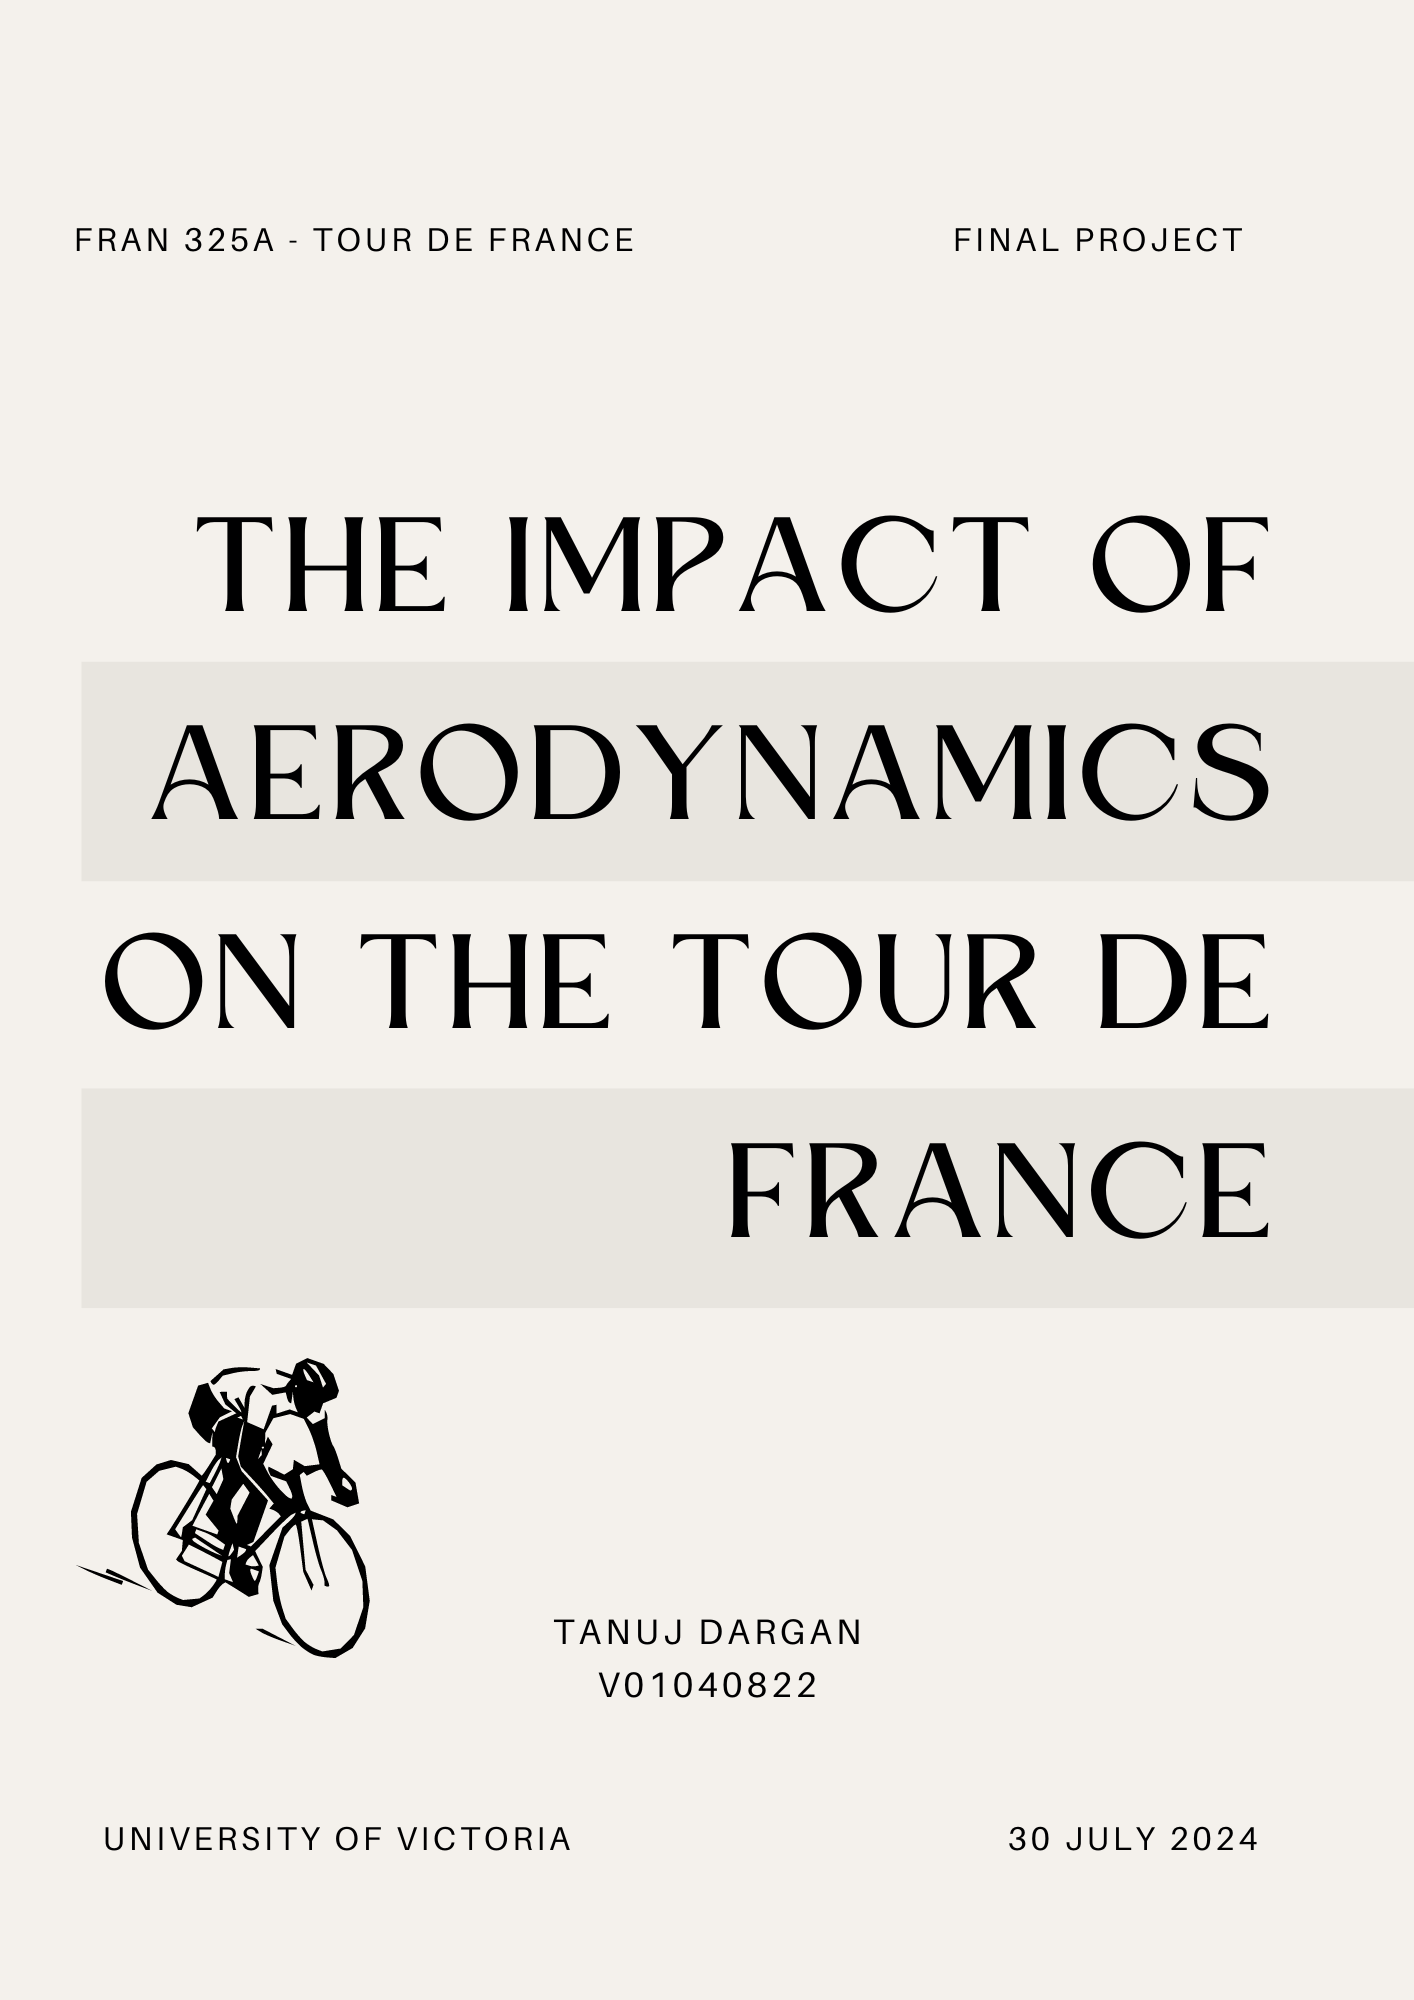 FRAN 325A - TOUR DE FRANCE
FINAL PROJECT
THE IMPACT OF
AERODYNAMICS
ON THE TOUR DE
FRANCE
TANUJ DARGAN
V01040822
UNIVERSITY OF VICTORIA
30 JULY 2024